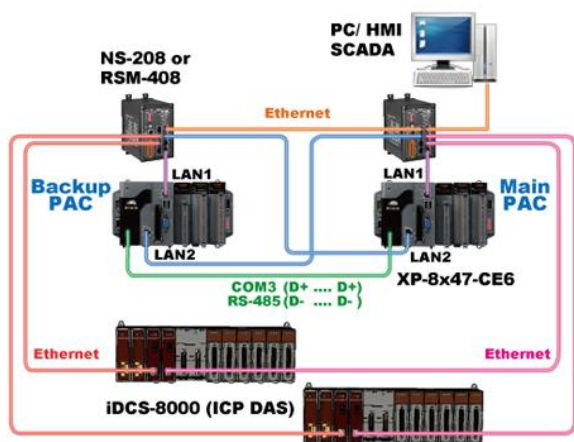 PC/ HMI
SCADA
NS-208 or
RSM-408
Ethernet
LAN1
LAN1
Backup
PAC
Main
PAC
LAN2
LAN2
XP-8x47-CE6
COM3 (D+ .... D+)
RS-485(D- .... D- )
Ethernet
Ethernet
iDCS-8000 (ICP DAS)